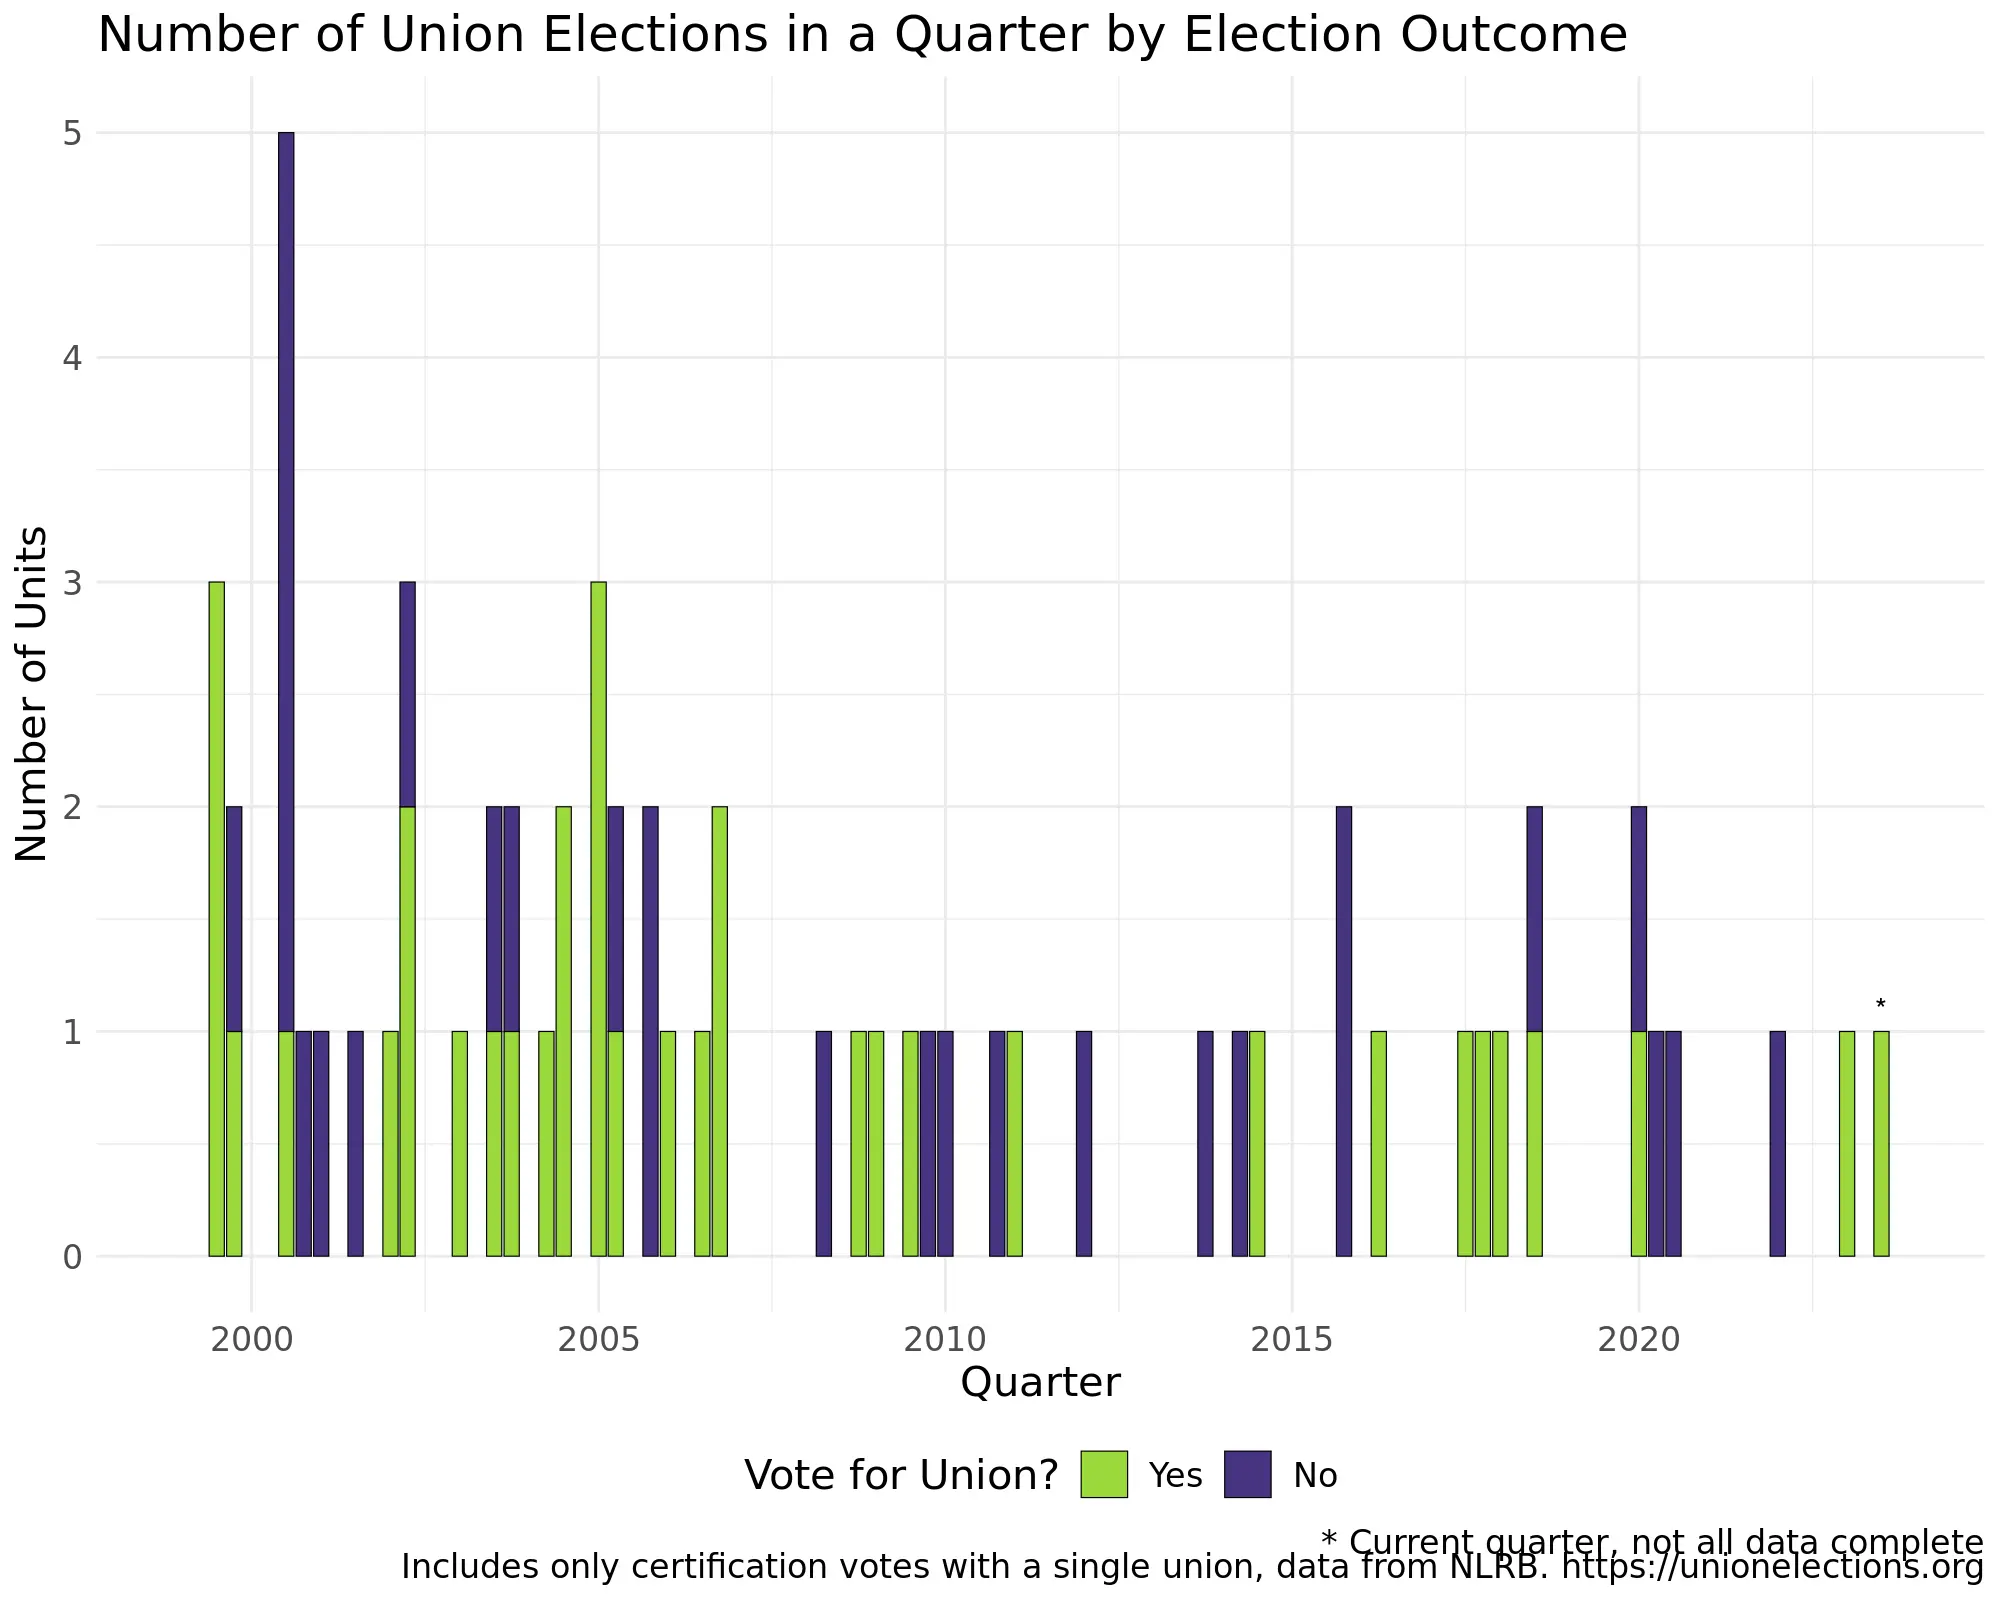 Number of Union Elections in a Quarter by Election Outcome
Number of Units
5
4
3
2
1
0
*
2000 2005 2010 2015 2020
Quarter
Vote for Union? Yes No
* Current quarter, not all data complete
Includes only certification votes with a single union, data from NLRB. https://unionelections.org